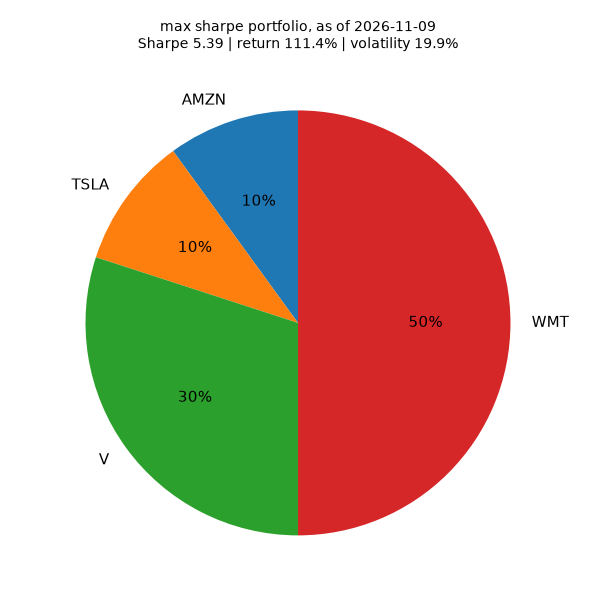 max sharpe portfolio, as of 2026-11-09
Sharpe 5.39 | return 111.4% | volatility 19.9%
AMZN
TSLA
10%
10%
50%
WMT
30%
V